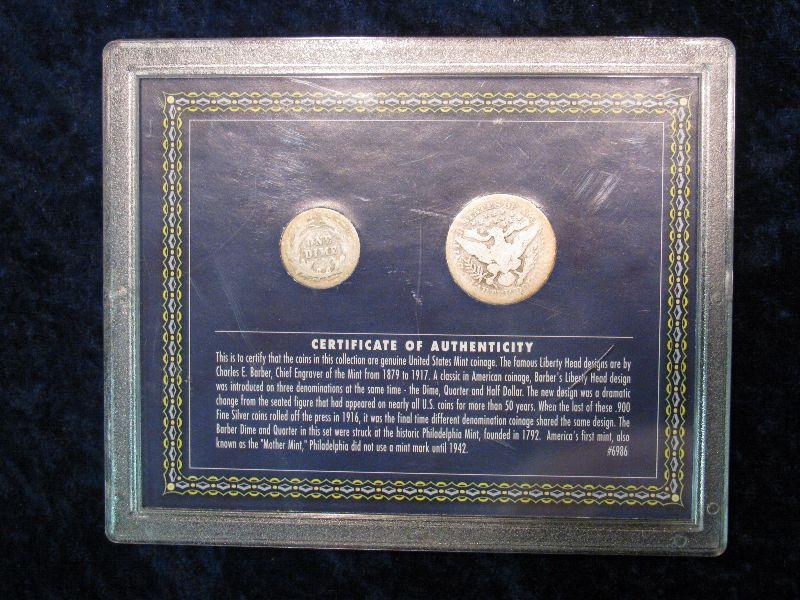 ONE
DIME
CERTIFICATE OF AUTHENTICITY
This is to certify that the coins in this collection are genuine United States Mint coinage. The famous Liberty Head designs are by
Charles E. Barber, Chief Engraver of the Mint from 1879 to 1917. A classic in American coinage, Barber's Liberty Head design
was introduced on three denominations at the same time - the Dime, Quarter and Half Dollar. The new design was a dramatic
change from the seated figure that had appeared on nearly all U.S. coins for more than 50 years. When the last of these .900
Fine Silver coins rolled off the press in 1916, it was the final time different denomination coinage shared the same design. The
Barber Dime and Quarter in this set were struck at the historic Philadelphia Mint, founded in 1792. America's first mint, also
known as the "Mother Mint," Philadelphia did not use a mint mark until 1942.
#6986